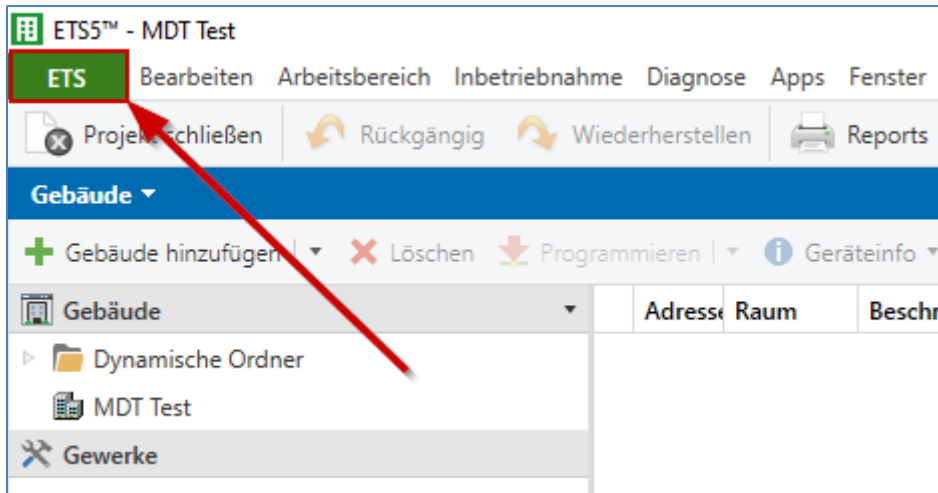 ETS5™ - MDT Test
ETS Bearbeiten Arbeitsbereich Inbetriebnahme Diagnose Apps Fenster
Projekt schließen Rückgängig Wiederherstellen Reports
Gebäude
Gebäude hinzufügen Löschen Programmieren Geräteinfo
Gebäude Adresse Raum Beschr
Dynamische Ordner
MDT Test
Gewerke